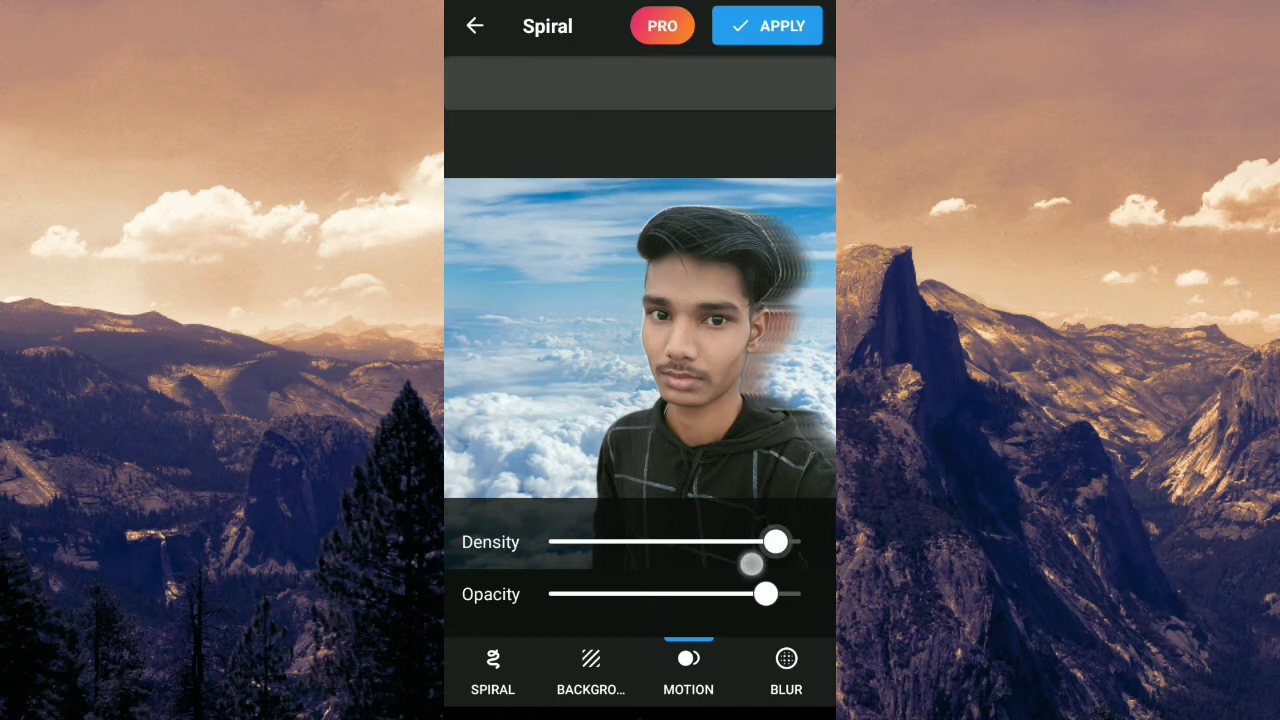 Spiral
PRO
APPLY
Density
Opacity
SPIRAL
BACKGRO...
MOTION
BLUR